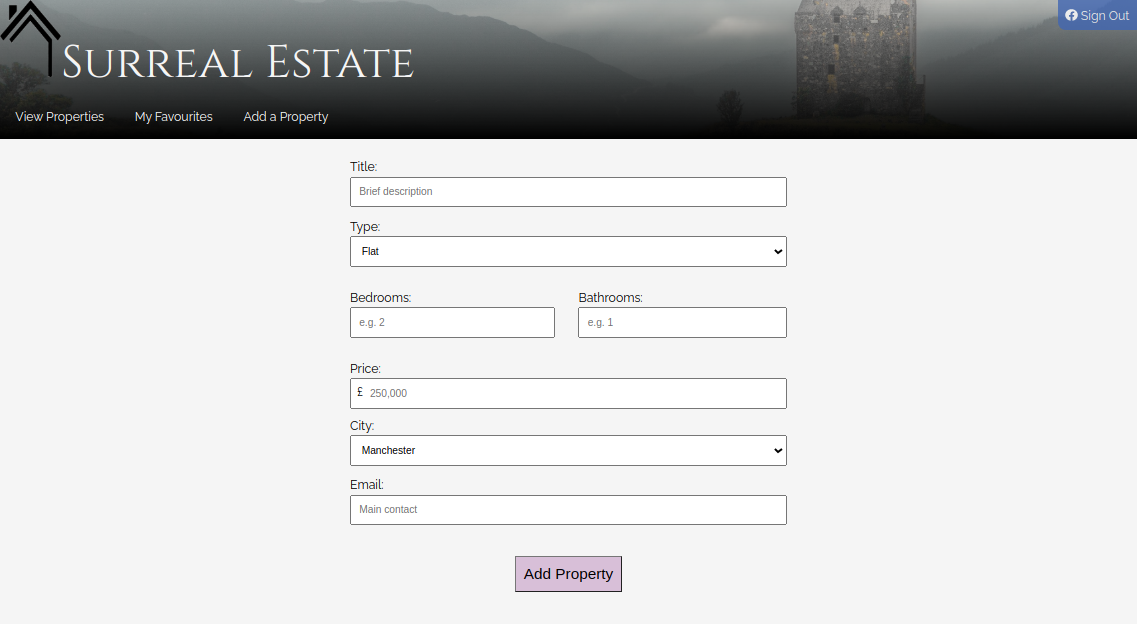 Sign Out
Surreal Estate
View Properties My Favourites Add a Property
Title:
Brief description
Type:
Flat
Bedrooms: Bathrooms:
e.g. 2 e.g. 1
Price:
£ 250,000
City:
Manchester
Email:
Main contact
Add Property